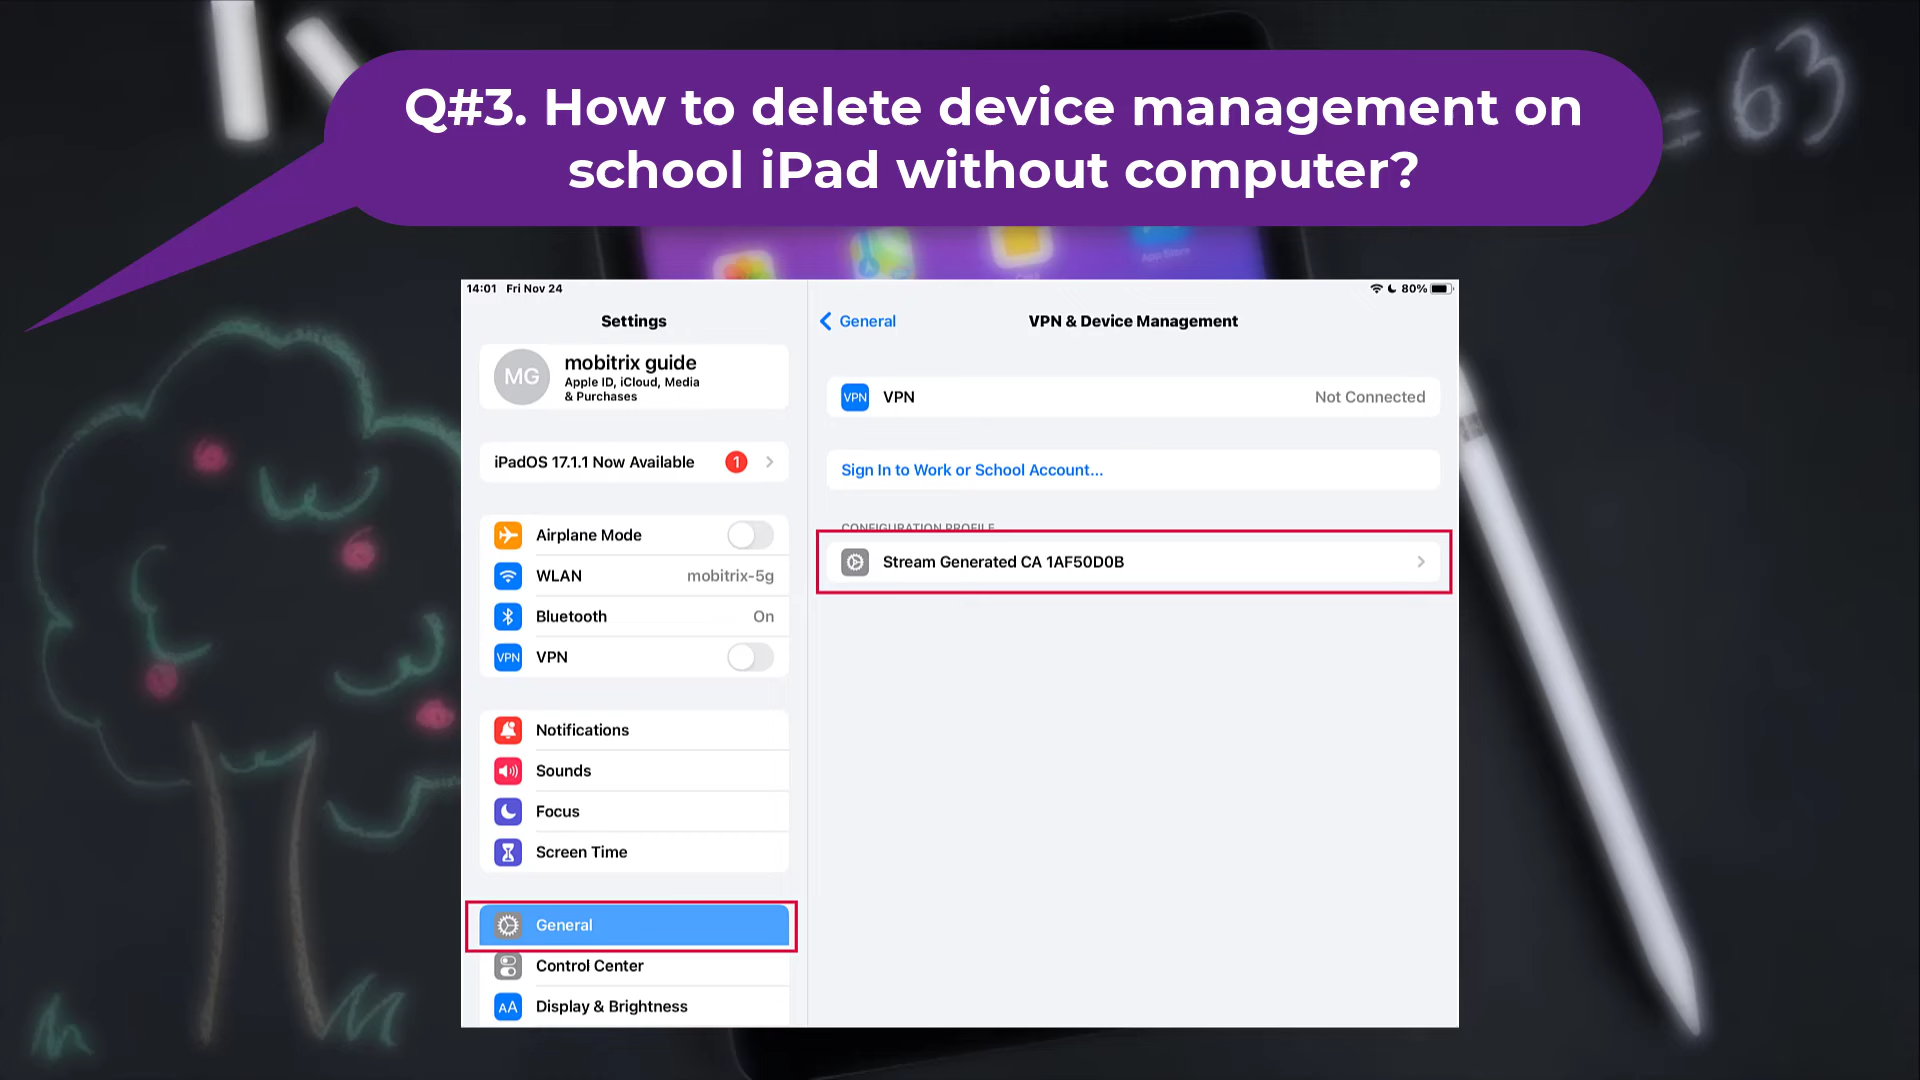 Q#3. How to delete device management on
school iPad without computer?
= 63
App Store
14:01 Fri Nov 24
80%
Settings
General
VPN & Device Management
MG
mobitrix guide
Apple ID, iCloud, Media
& Purchases
VPN
VPN
Not Connected
iPadOS 17.1.1 Now Available
1
Sign In to Work or School Account...
CONFIGURATION PROFILE
Airplane Mode
Stream Generated CA 1AF50D0B
WLAN
mobitrix-5g
Bluetooth
On
VPN
VPN
Notifications
Sounds
Focus
Screen Time
General
Control Center
AA
Display & Brightness